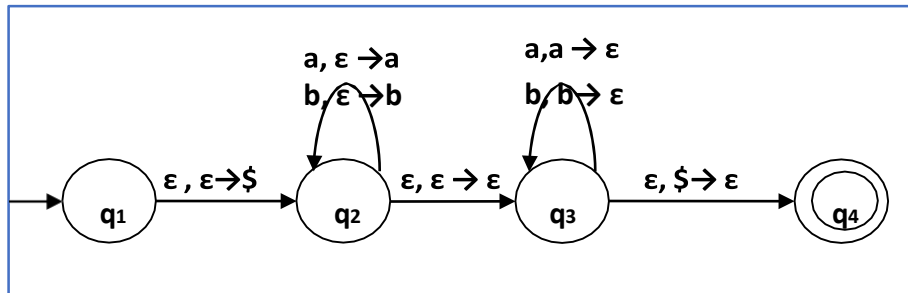 a, ε →a
b, ε →b
a,a → ε
b, b → ε
ε , ε→$
ε, ε → ε
ε, $→ ε
q1
q2
q3
q4